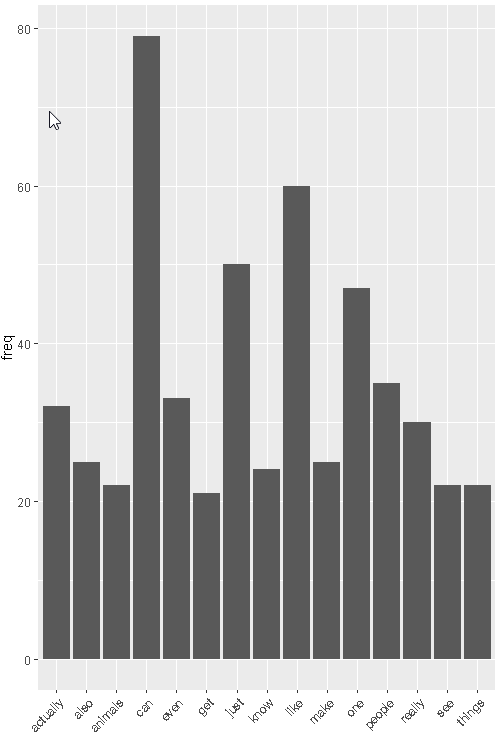 80
60
40
20
0
freq
actually
also
animals
can
even
get
just
know
like
make
one
people
really
see
things